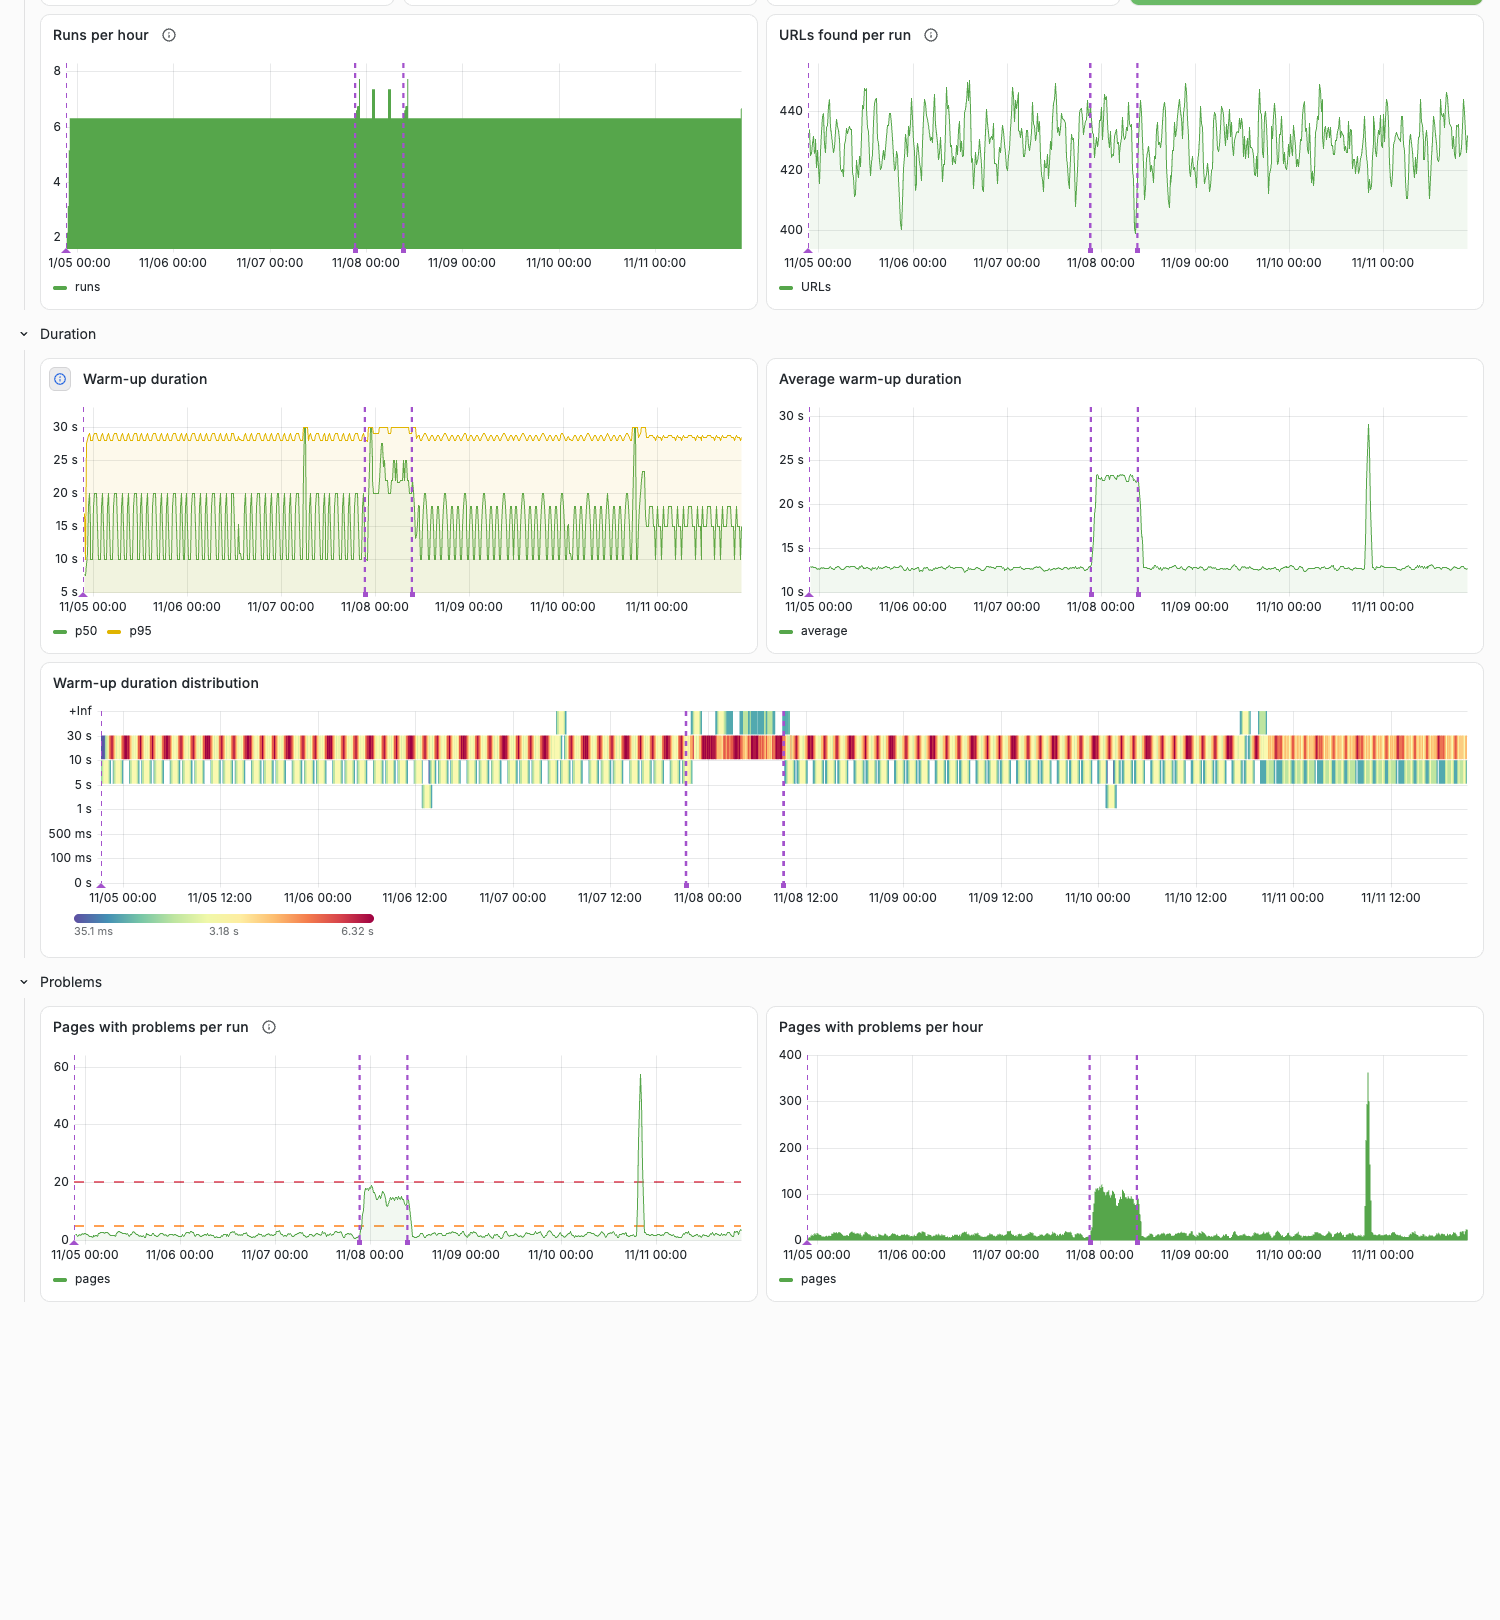 Runs per hour
8
6
4
2
1/05 00:00 11/06 00:00 11/07 00:00 11/08 00:00 11/09 00:00 11/10 00:00 11/11 00:00
runs
URLs found per run
440
420
400
11/05 00:00 11/06 00:00 11/07 00:00 11/08 00:00 11/09 00:00 11/10 00:00 11/11 00:00
URLs
Duration
Warm-up duration
30 s
25 s
20 s
15 s
10 s
5 s
11/05 00:00 11/06 00:00 11/07 00:00 11/08 00:00 11/09 00:00 11/10 00:00 11/11 00:00
p50 p95
Average warm-up duration
30 s
25 s
20 s
15 s
10 s
11/05 00:00 11/06 00:00 11/07 00:00 11/08 00:00 11/09 00:00 11/10 00:00 11/11 00:00
average
Warm-up duration distribution
+Inf
30 s
10 s
5 s
1 s
500 ms
100 ms
0 s
11/05 00:00 11/05 12:00 11/06 00:00 11/06 12:00 11/07 00:00 11/07 12:00 11/08 00:00 11/08 12:00 11/09 00:00 11/09 12:00 11/10 00:00 11/10 12:00 11/11 00:00 11/11 12:00
35.1 ms 3.18 s 6.32 s
Problems
Pages with problems per run
60
40
20
0
11/05 00:00 11/06 00:00 11/07 00:00 11/08 00:00 11/09 00:00 11/10 00:00 11/11 00:00
pages
Pages with problems per hour
400
300
200
100
0
11/05 00:00 11/06 00:00 11/07 00:00 11/08 00:00 11/09 00:00 11/10 00:00 11/11 00:00
pages